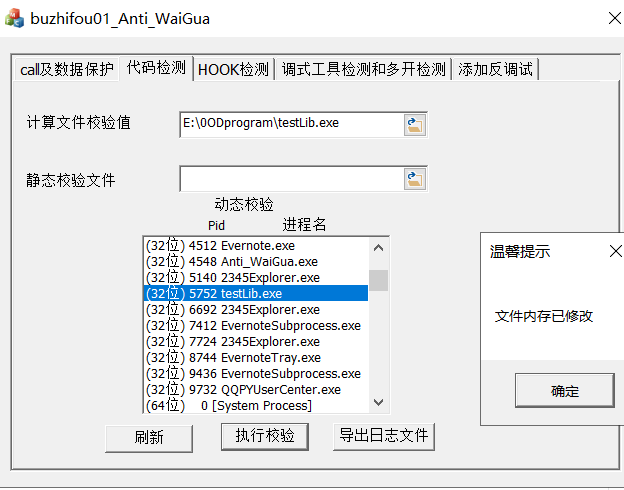 buzhifou01_Anti_WaiGua
call及数据保护 代码检测 HOOK检测 调式工具检测和多开检测 添加反调试
计算文件校验值 E:\0ODprogram\testLib.exe
静态校验文件
动态校验
Pid 进程名
(32位) 4512 Evernote.exe
(32位) 4548 Anti_WaiGua.exe
(32位) 5140 2345Explorer.exe
(32位) 5752 testLib.exe
(32位) 6692 2345Explorer.exe
(32位) 7412 EvernoteSubprocess.exe
(32位) 7724 2345Explorer.exe
(32位) 8744 EvernoteTray.exe
(32位) 9436 EvernoteSubprocess.exe
(32位) 9732 QQPYUserCenter.exe
(64位) 0 [System Process]
刷新 执行校验 导出日志文件
温馨提示
文件内存已修改
确定